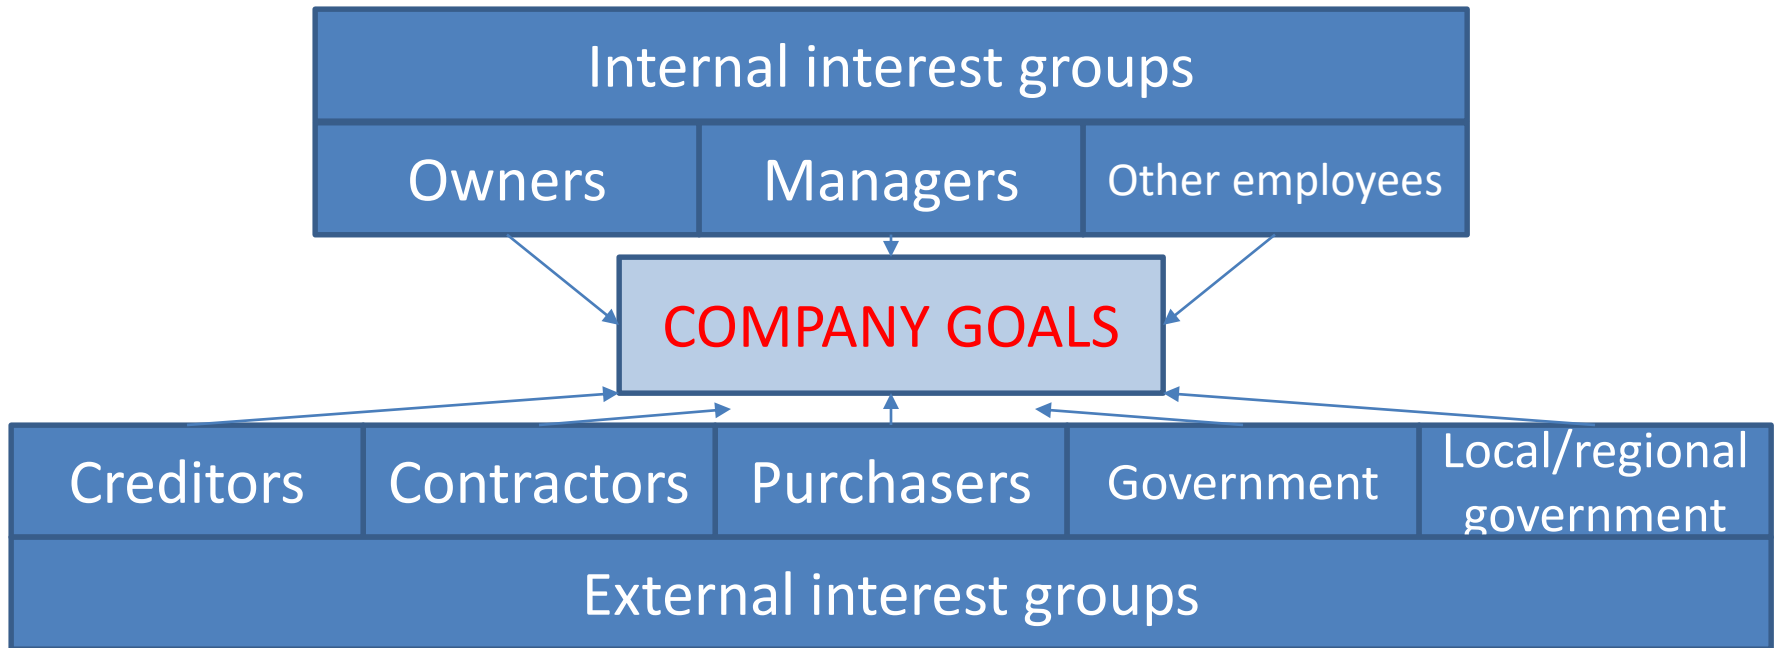 Internal interest groups
Owners
Managers
Other employees
COMPANY GOALS
Creditors
Contractors
Purchasers
Government
Local/regional
government
External interest groups